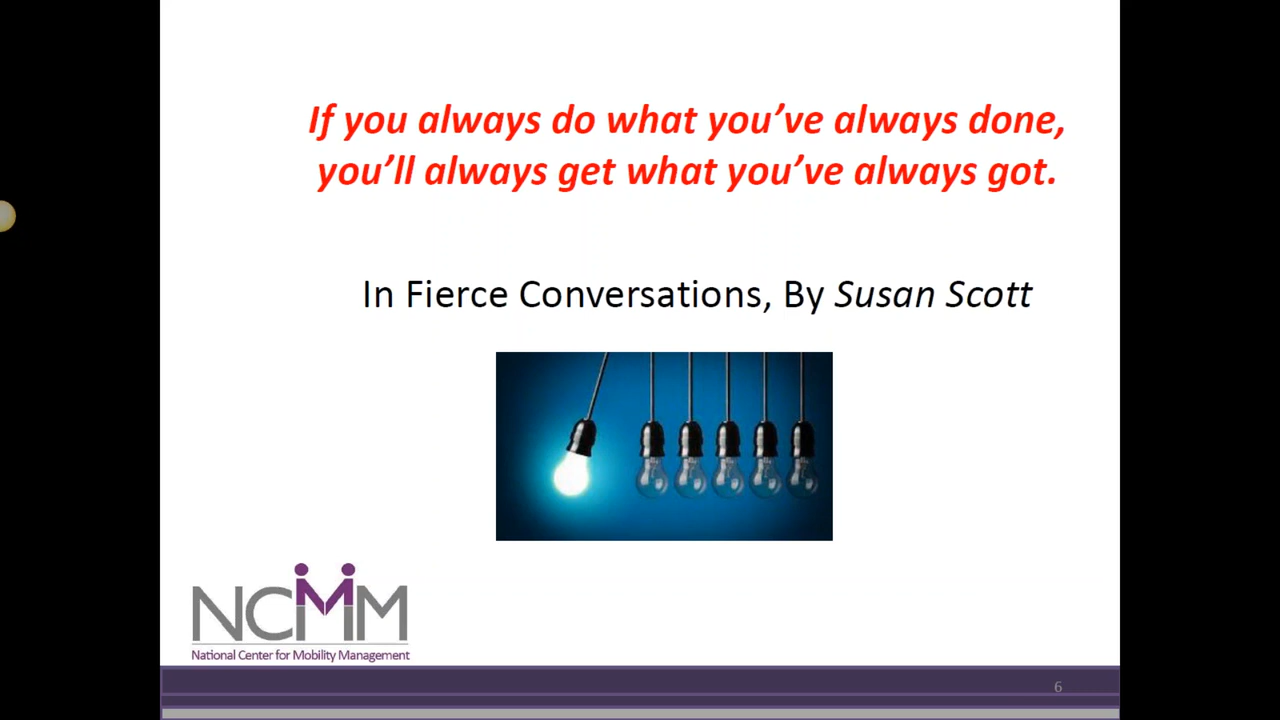 If you always do what you’ve always done,
you’ll always get what you’ve always got.
In Fierce Conversations, By Susan Scott
NCMM
National Center for Mobility Management
6